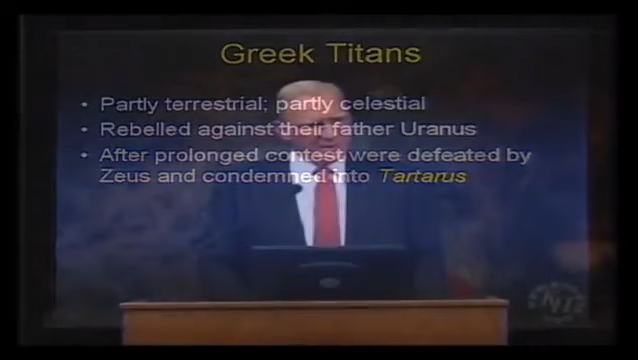 Greek Titans
• Partly terrestrial; partly celestial
• Rebelled against their father Uranus
• After prolonged contest were defeated by
Zeus and condemned into Tartarus